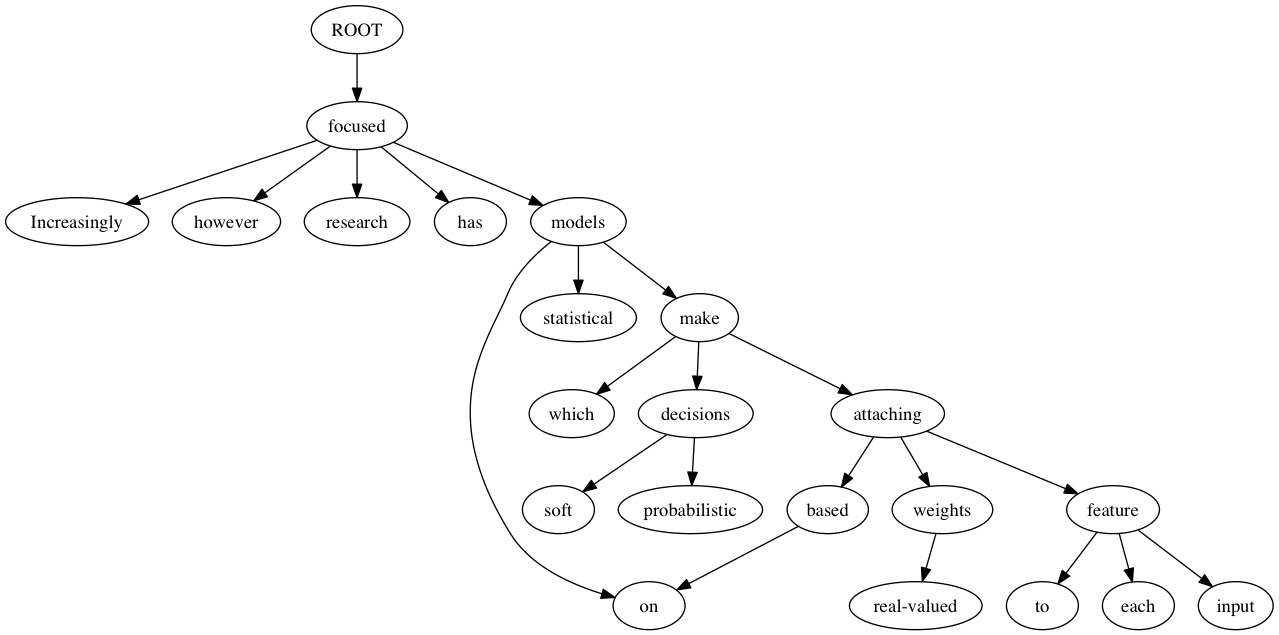 ROOT
focused
Increasingly however research has models
statistical make
which decisions attaching
soft probabilistic based weights feature
on real-valued to each input